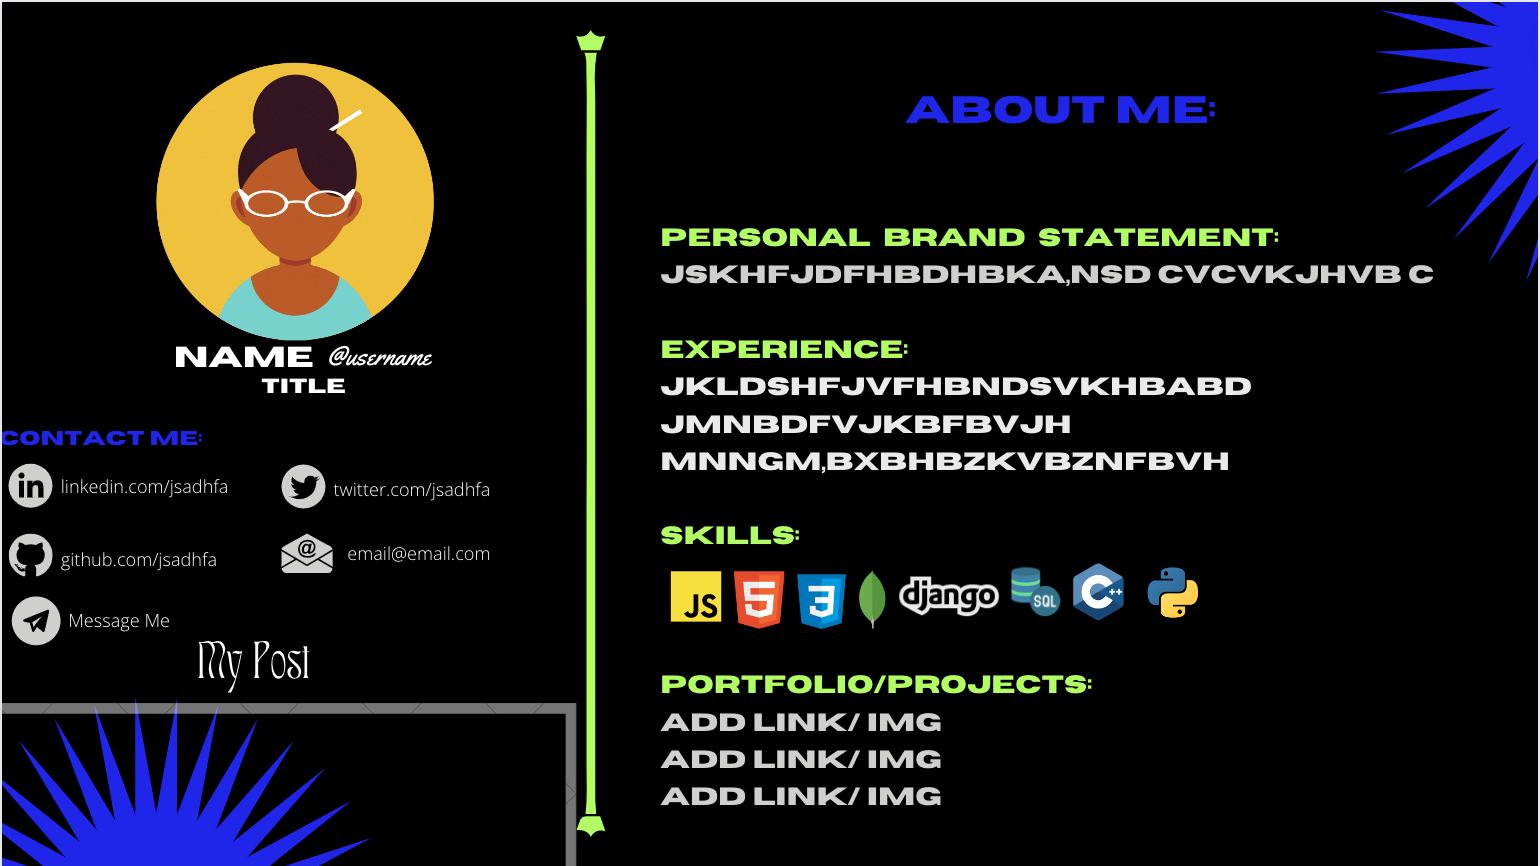 NAME @username
TITLE
CONTACT ME:
in linkedin.com/jsadhfa
twitter.com/jsadhfa
github.com/jsadhfa
@ email@email.com
Message Me
My Post
ABOUT ME:
PERSONAL BRAND STATEMENT:
JSKHFJDFHBDHBKA,NSD CVCVKJHVB C
EXPERIENCE:
JKLDSHFJVFHBNDSVKHBABD
JMNBDFVJKBFBVJH
MNNGM,BXBHBZKVBZNFBVH
SKILLS:
JS 5 3 django SQL C++
PORTFOLIO/PROJECTS:
ADD LINK/ IMG
ADD LINK/ IMG
ADD LINK/ IMG